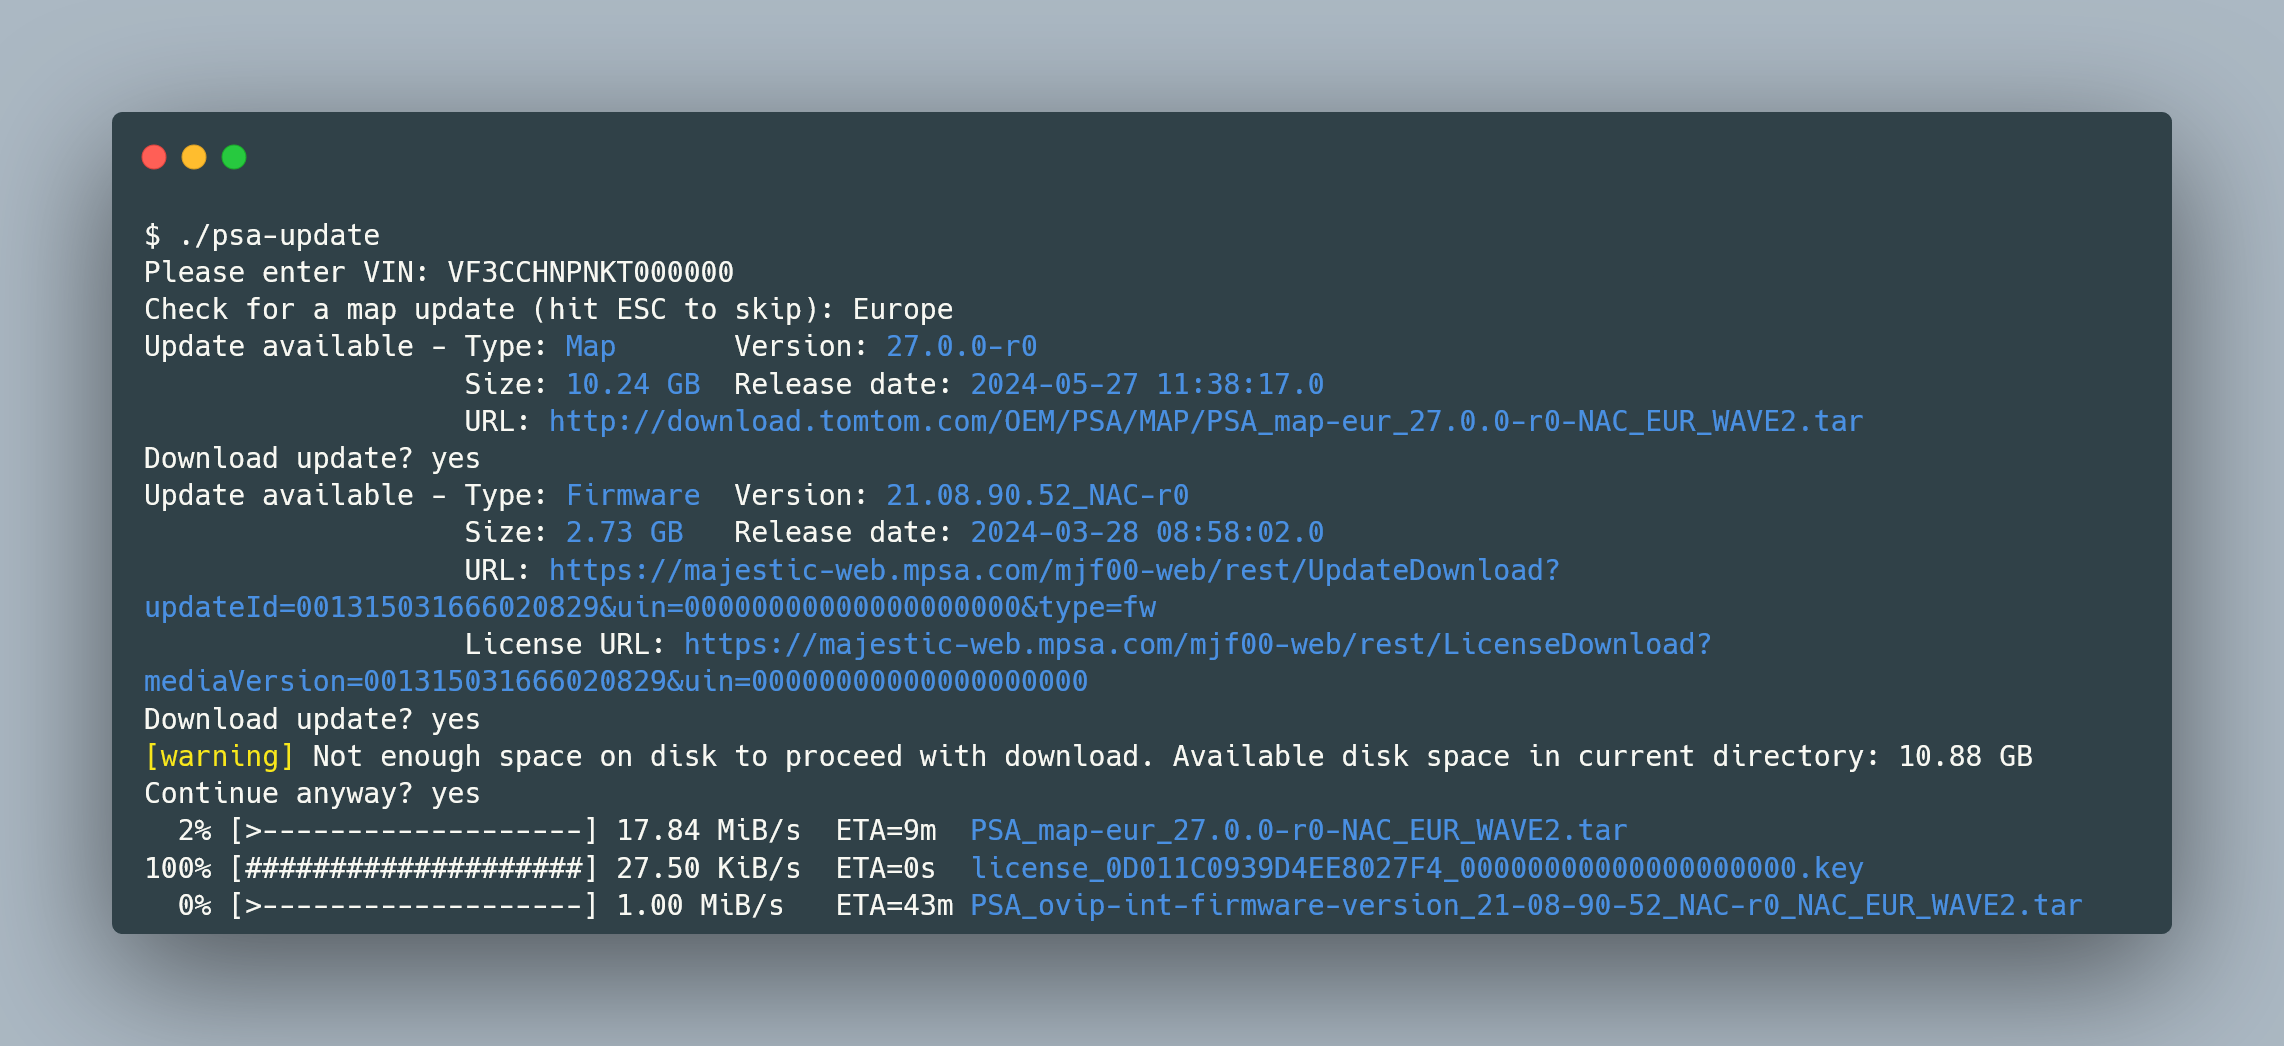 $ ./psa-update
Please enter VIN: VF3CCHNPNKT000000
Check for a map update (hit ESC to skip): Europe
Update available - Type: Map       Version: 27.0.0-r0
                   Size: 10.24 GB  Release date: 2024-05-27 11:38:17.0
                   URL: http://download.tomtom.com/OEM/PSA/MAP/PSA_map-eur_27.0.0-r0-NAC_EUR_WAVE2.tar
Download update? yes
Update available - Type: Firmware  Version: 21.08.90.52_NAC-r0
                   Size: 2.73 GB   Release date: 2024-03-28 08:58:02.0
                   URL: https://majestic-web.mpsa.com/mjf00-web/rest/UpdateDownload?
updateId=001315031666020829&uin=00000000000000000000&type=fw
                   License URL: https://majestic-web.mpsa.com/mjf00-web/rest/LicenseDownload?
mediaVersion=001315031666020829&uin=00000000000000000000
Download update? yes
[warning] Not enough space on disk to proceed with download. Available disk space in current directory: 10.88 GB
Continue anyway? yes
  2% [>-------------------] 17.84 MiB/s  ETA=9m  PSA_map-eur_27.0.0-r0-NAC_EUR_WAVE2.tar
100% [####################] 27.50 KiB/s  ETA=0s  license_0D011C0939D4EE8027F4_00000000000000000000.key
  0% [>-------------------] 1.00 MiB/s   ETA=43m PSA_ovip-int-firmware-version_21-08-90-52_NAC-r0_NAC_EUR_WAVE2.tar